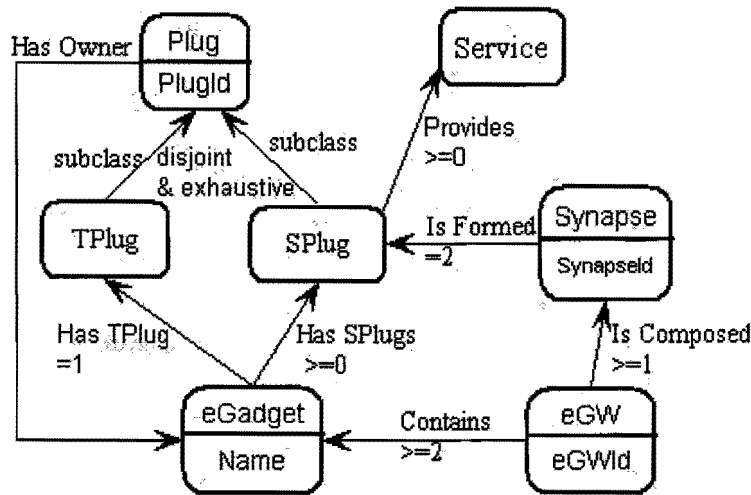 Has Owner
Plug
PlugId
Service
Provides
>=0
subclass
disjoint
& exhaustive
subclass
TPlug
SPlug
Is Formed
=2
Synapse
SynapseId
Has TPlug
=1
Has SPlugs
>=0
Is Composed
>=1
eGadget
Name
Contains
>=2
eGW
eGWId